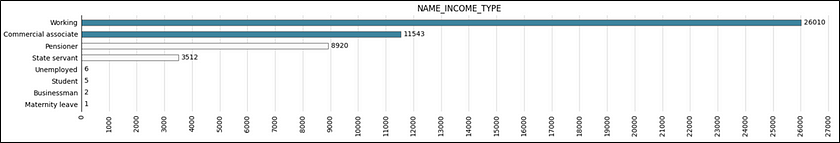 NAME_INCOME_TYPE
Working 26010
Commercial associate 11543
Pensioner 8920
State servant 3512
Unemployed 6
Student 5
Businessman 2
Maternity leave 1
0 1000 2000 3000 4000 5000 6000 7000 8000 9000 10000 11000 12000 13000 14000 15000 16000 17000 18000 19000 20000 21000 22000 23000 24000 25000 26000 27000